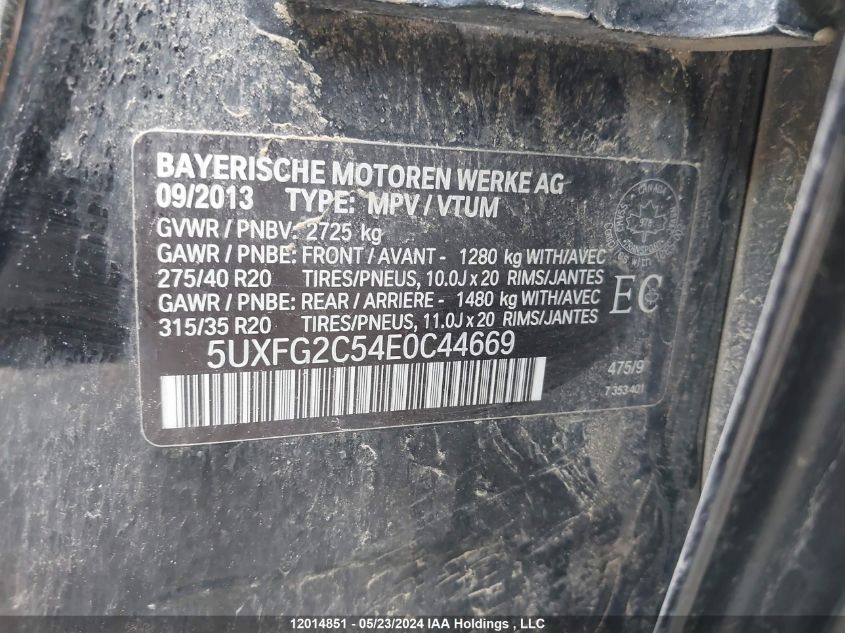 BAYERISCHE MOTOREN WERKE AG
09/2013 TYPE: MPV / VTUM
GVWR / PNBV- 2725 kg
GAWR / PNBE: FRONT / AVANT - 1280 kg WITH/AVEC
275/40 R20 TIRES/PNEUS, 10.0J x 20 RIMS/JANTES
GAWR / PNBE: REAR / ARRIERE - 1480 kg WITH/AVEC
315/35 R20 TIRES/PNEUS, 11.0J x 20 RIMS/JANTES
CANADA
TRANSPORT
EC
5UXFG2C54E0C44669
475/9
7 353 401
12014851 - 05/23/2024 IAA Holdings , LLC